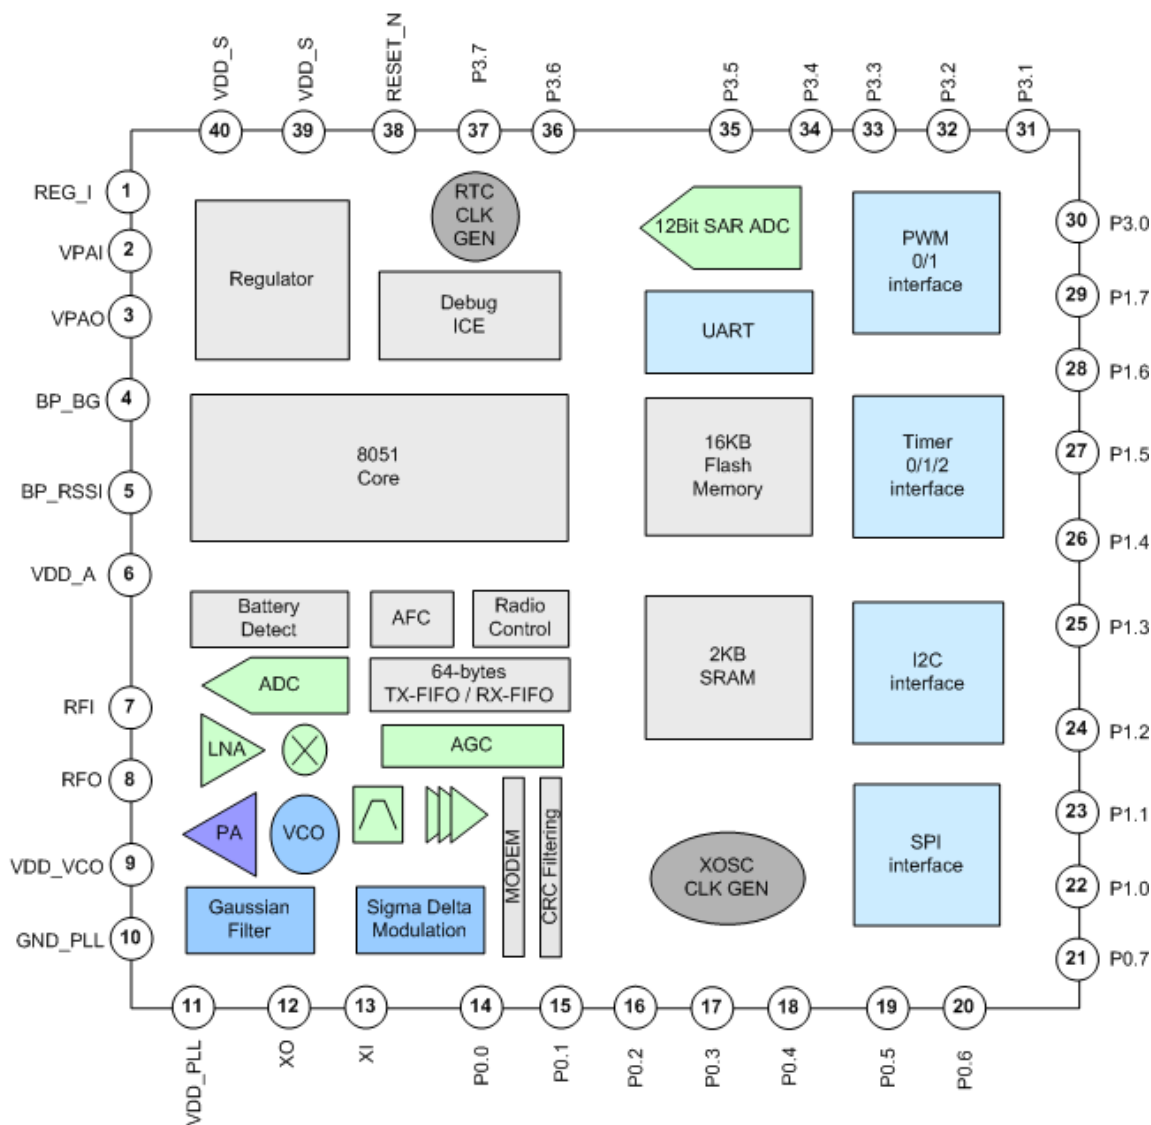 VDD_S
VDD_S
RESET_N
P3.7
P3.6
P3.5
P3.4
P3.3
P3.2
P3.1
40
39
38
37
36
35
34
33
32
31
REG_I
1
VPAI
2
VPAO
3
BP_BG
4
BP_RSSI
5
VDD_A
6
RFI
7
RFO
8
VDD_VCO
9
GND_PLL
10
Regulator
RTC
CLK
GEN
Debug
ICE
12Bit SAR ADC
UART
PWM
0/1
interface
8051
Core
16KB
Flash
Memory
Timer
0/1/2
interface
Battery
Detect
AFC
Radio
Control
ADC
64-bytes
TX-FIFO / RX-FIFO
2KB
SRAM
I2C
interface
LNA
AGC
PA
VCO
MODEM
CRC Filtering
Gaussian
Filter
Sigma Delta
Modulation
XOSC
CLK GEN
SPI
interface
30
P3.0
29
P1.7
28
P1.6
27
P1.5
26
P1.4
25
P1.3
24
P1.2
23
P1.1
22
P1.0
21
P0.7
11
12
13
14
15
16
17
18
19
20
VDD_PLL
XO
XI
P0.0
P0.1
P0.2
P0.3
P0.4
P0.5
P0.6